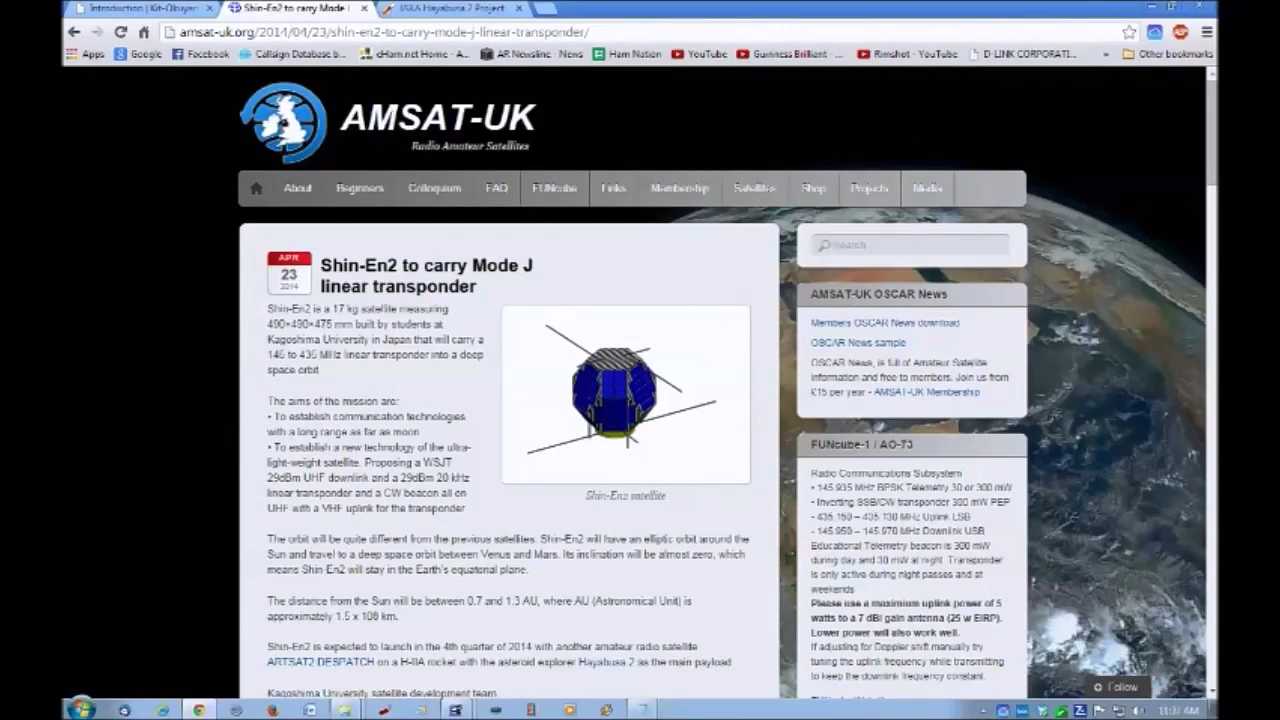 Introduction | Kit-Okuyar
Shin-En2 to carry Mode J
JAXA Hayabusa 2 Project
amsat-uk.org/2014/04/23/shin-en2-to-carry-mode-j-linear-transponder/
Apps Google Facebook Callsign Database b... eHam.net Home - A... AR Newsline - News Ham Nation YouTube Guinness Brilliant - ... Rimshot - YouTube D-LINK CORPORATI... » Other bookmarks
AMSAT-UK
Radio Amateur Satellites
About Beginners Colloquium FAQ FUNcube Links Membership Satellites Shop Projects Media
APR
23
2014
Shin-En2 to carry Mode J
linear transponder
Shin-En2 is a 17 kg satellite measuring
490×490×475 mm built by students at
Kagoshima University in Japan that will carry a
145 to 435 MHz linear transponder into a deep
space orbit
The aims of the mission are:
• To establish communication technologies
with a long range as far as moon
• To establish a new technology of the ultra-
light-weight satellite. Proposing a WSJT
29dBm UHF downlink and a 29dBm 20 kHz
linear transponder and a CW beacon all on
UHF with a VHF uplink for the transponder
Shin-En2 satellite
The orbit will be quite different from the previous satellites. Shin-En2 will have an elliptic orbit around the
Sun and travel to a deep space orbit between Venus and Mars. Its inclination will be almost zero, which
means Shin-En2 will stay in the Earth's equatorial plane.
The distance from the Sun will be between 0.7 and 1.3 AU, where AU (Astronomical Unit) is
approximately 1.5 x 108 km.
Shin-En2 is expected to launch in the 4th quarter of 2014 with another amateur radio satellite
ARTSAT2:DESPATCH on a H-IIA rocket with the asteroid explorer Hayabusa 2 as the main payload
Kagoshima University satellite development team
Search
AMSAT-UK OSCAR News
Members OSCAR News download
OSCAR News sample
OSCAR News, is full of Amateur Satellite
information and free to members. Join us from
£15 per year - AMSAT-UK Membership
FUNcube-1 / AO-73
Radio Communications Subsystem
• 145.935 MHz BPSK Telemetry 30 or 300 mW
• Inverting SSB/CW transponder 300 mW PEP
- 435.150 – 435.130 MHz Uplink LSB
- 145.950 – 145.970 MHz Downlink USB
Educational Telemetry beacon is 300 mW
during day and 30 mW at night. Transponder
is only active during night passes and at
weekends
Please use a maximium uplink power of 5
watts to a 7 dBi gain antenna (25 w EIRP).
Lower power will also work well.
If adjusting for Doppler shift manually try
tuning the uplink frequency while transmitting
to keep the downlink frequency constant.
Follow